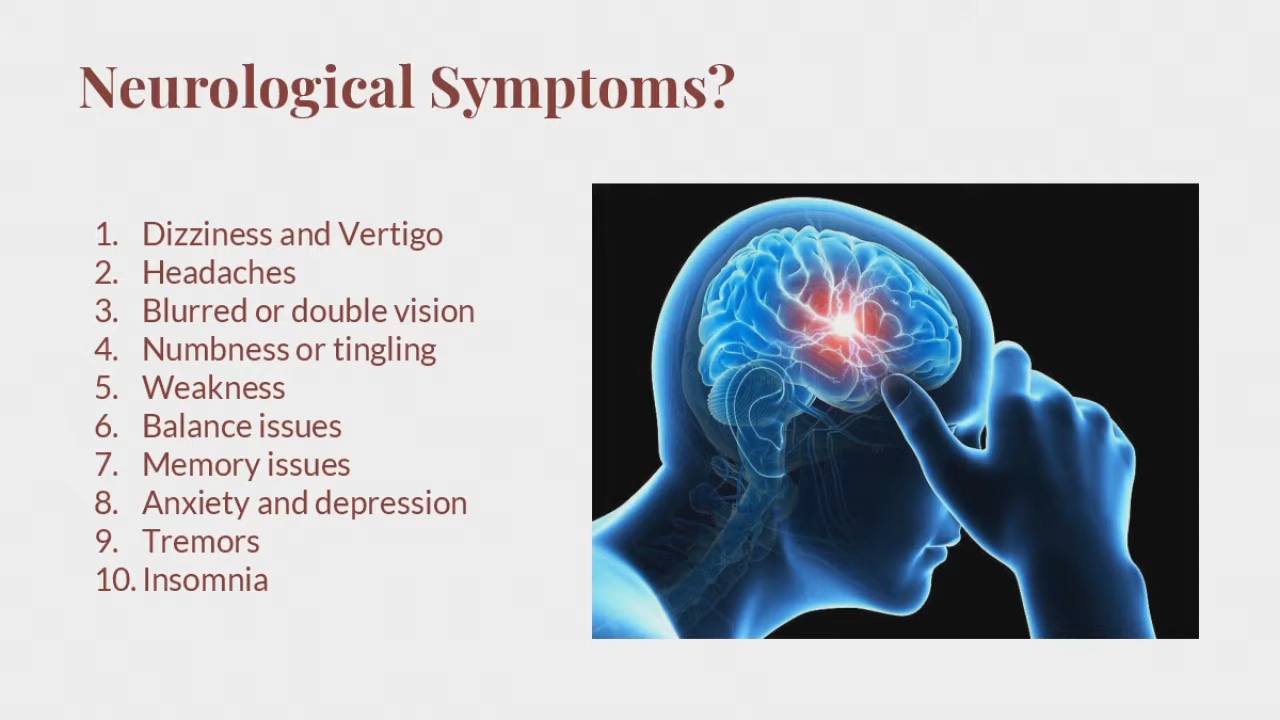 Neurological Symptoms?
1. Dizziness and Vertigo
2. Headaches
3. Blurred or double vision
4. Numbness or tingling
5. Weakness
6. Balance issues
7. Memory issues
8. Anxiety and depression
9. Tremors
10. Insomnia